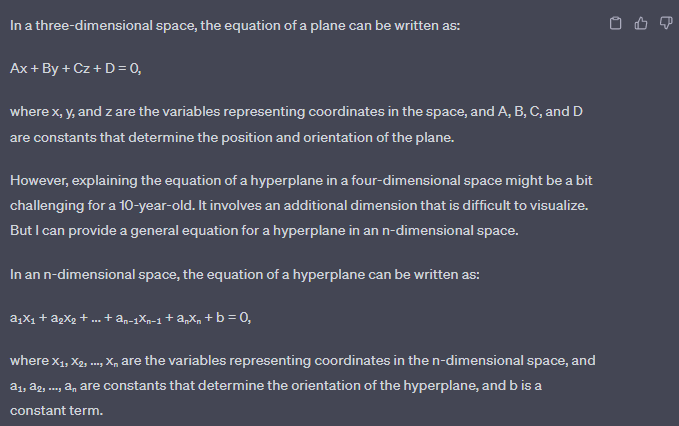 In a three-dimensional space, the equation of a plane can be written as:
Ax + By + Cz + D = 0,
where x, y, and z are the variables representing coordinates in the space, and A, B, C, and D
are constants that determine the position and orientation of the plane.
However, explaining the equation of a hyperplane in a four-dimensional space might be a bit
challenging for a 10-year-old. It involves an additional dimension that is difficult to visualize.
But I can provide a general equation for a hyperplane in an n-dimensional space.
In an n-dimensional space, the equation of a hyperplane can be written as:
a₁x₁ + a₂x₂ + ... + aₙ₋₁xₙ₋₁ + aₙxₙ + b = 0,
where x₁, x₂, ..., xₙ are the variables representing coordinates in the n-dimensional space, and
a₁, a₂, ..., aₙ are constants that determine the orientation of the hyperplane, and b is a
constant term.